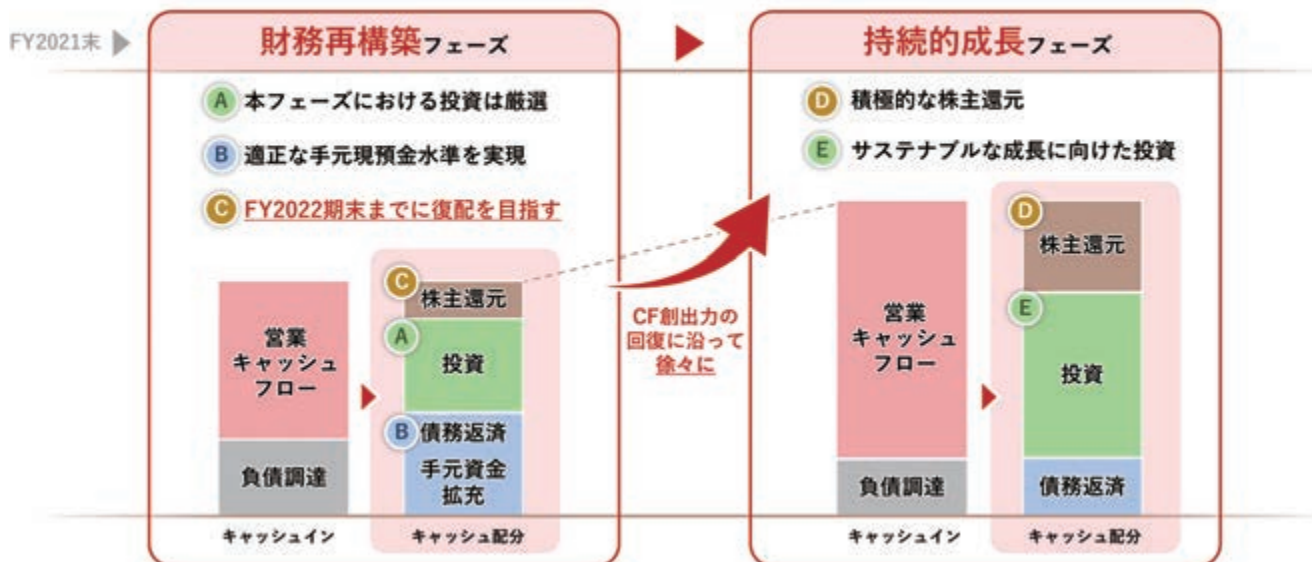 FY2021末
財務再構築フェーズ
A 本フェーズにおける投資は厳選
B 適正な手元現預金水準を実現
C FY2022期末までに復配を目指す
営業
キャッシュ
フロー
負債調達
キャッシュイン
C
株主還元
A
投資
B 債務返済
手元資金
拡充
キャッシュ配分
CF創出力の
回復に沿って
徐々に
持続的成長フェーズ
D 積極的な株主還元
E サステナブルな成長に向けた投資
営業
キャッシュ
フロー
負債調達
キャッシュイン
D
株主還元
E
投資
債務返済
キャッシュ配分